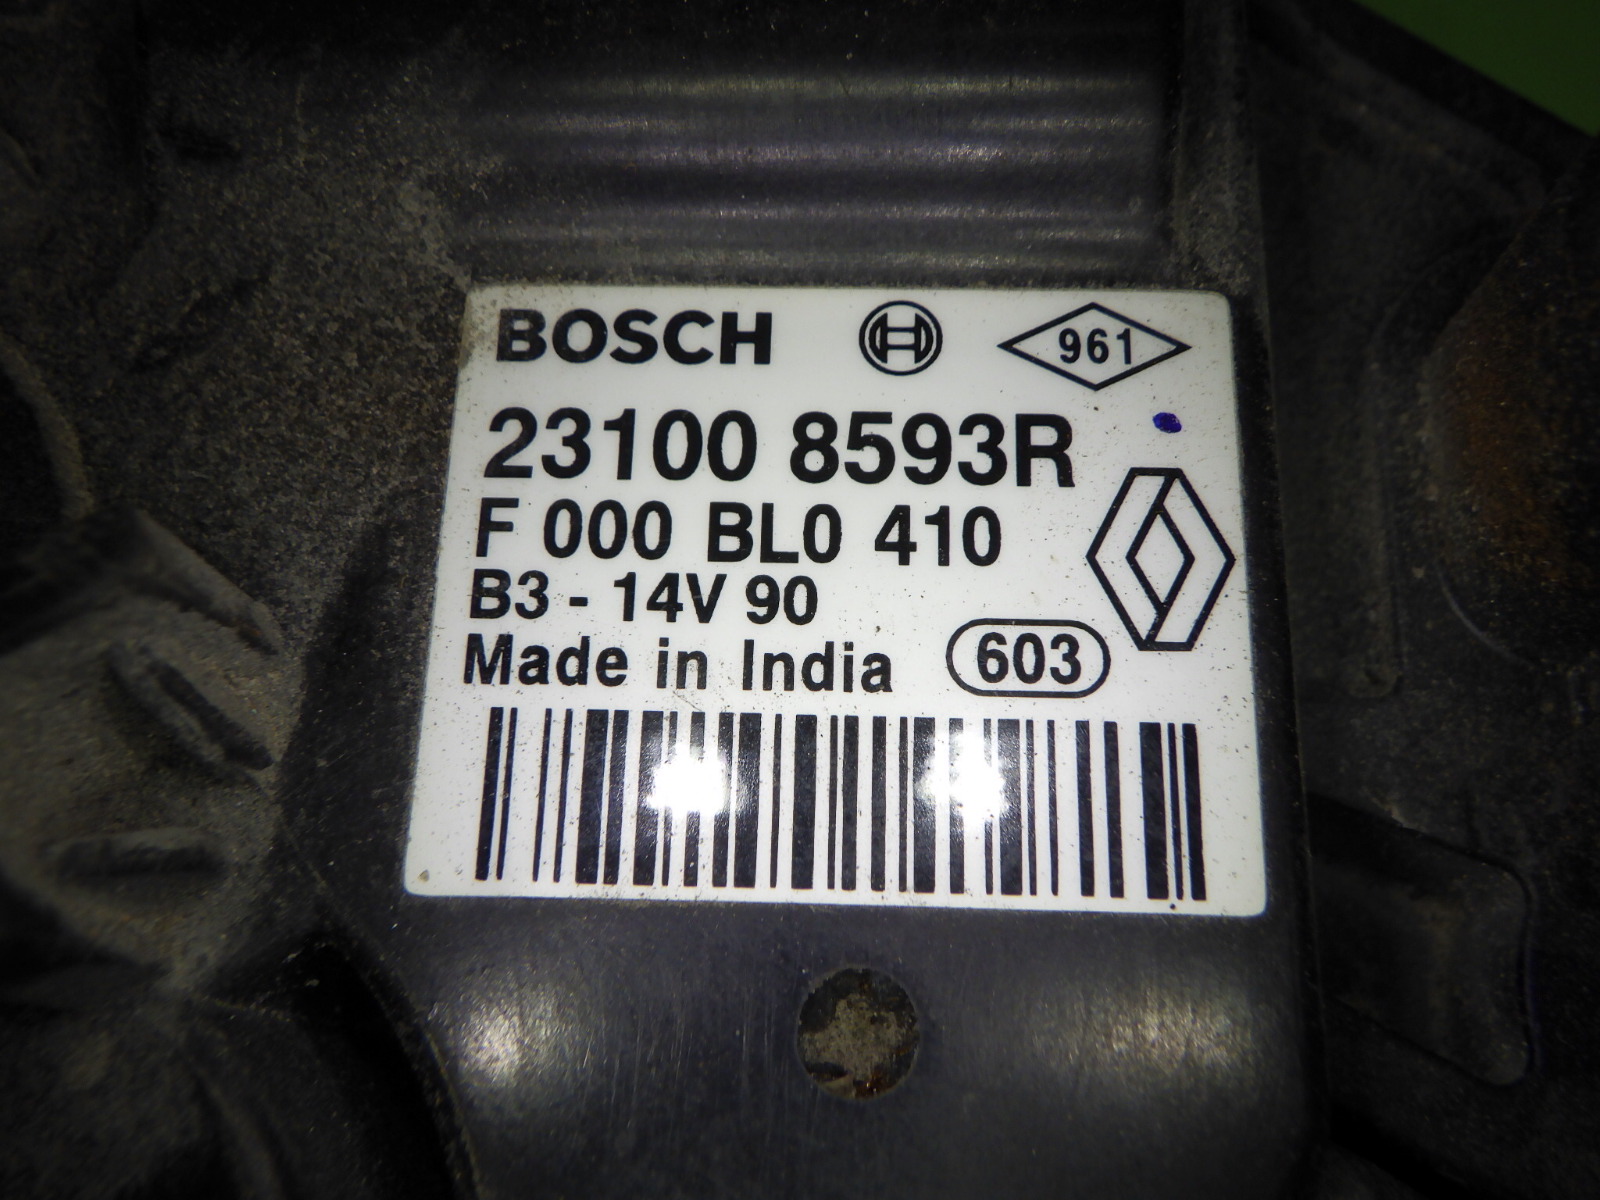 BOSCH 961
23100 8593R
F 000 BL0 410
B3 - 14V 90
Made in India 603